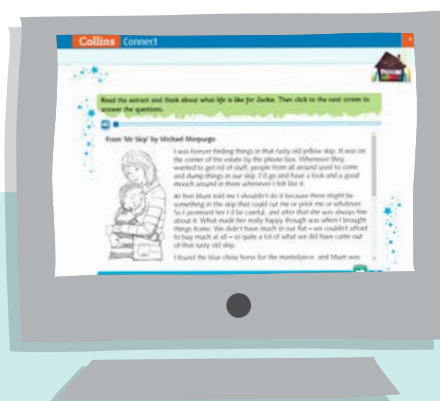 Collins Connect
Read the extract and think about what life is like for Jackie. Then click to the next screen to
answer the questions.
From 'Mr Skip' by Michael Morpurgo
I was forever finding things in that rusty old yellow skip. It was on
the corner of the estate by the phone box. Whenever they
wanted to get rid of stuff, people from all around used to come
and dump things in our skip. I'd go and have a look and a good
mooch around in there whenever I felt like it.
At first Mum told me I shouldn't do it because there might be
something in the skip that could cut me or prick me or whatever.
So I promised her I'd be careful, and after that she was always fine
about it. What made her really happy though was when I brought
things home. We didn't have much in our flat – we couldn't afford
to buy much at all – so quite a lot of what we did have came out
of that rusty old skip.
I found the blue china horse for the mantelpiece, and Mum was